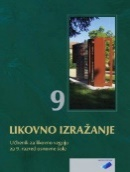 9
LIKOVNO IZRAŽANJE
Učbenik za likovno vzgojo
za 9. razred osnovne šole